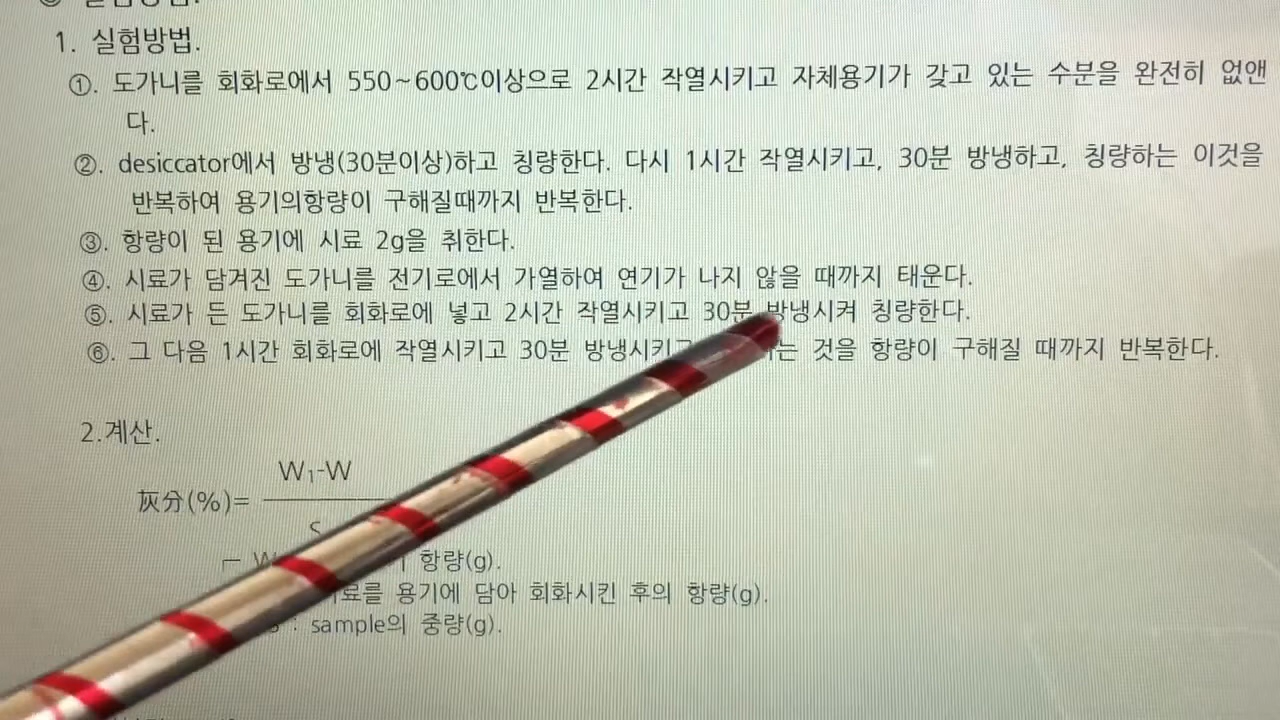 1. 실험방법.
①. 도가니를 회화로에서 550~600℃이상으로 2시간 작열시키고 자체용기가 갖고 있는 수분을 완전히 없앤
다.
②. desiccator에서 방냉(30분이상)하고 칭량한다. 다시 1시간 작열시키고, 30분 방냉하고, 칭량하는 이것을
반복하여 용기의항량이 구해질때까지 반복한다.
③. 항량이 된 용기에 시료 2g을 취한다.
④. 시료가 담겨진 도가니를 전기로에서 가열하여 연기가 나지 않을 때까지 태운다.
⑤. 시료가 든 도가니를 회화로에 넣고 2시간 작열시키고 30분 방냉시켜 칭량한다.
⑥. 그 다음 1시간 회화로에 작열시키고 30분 방냉시키고 것을 항량이 구해질 때까지 반복한다.
2.계산.
W₁-W
灰分(%)=
S
항량(g).
용기에 담아 회화시킨 후의 항량(g).
: sample의 중량(g).